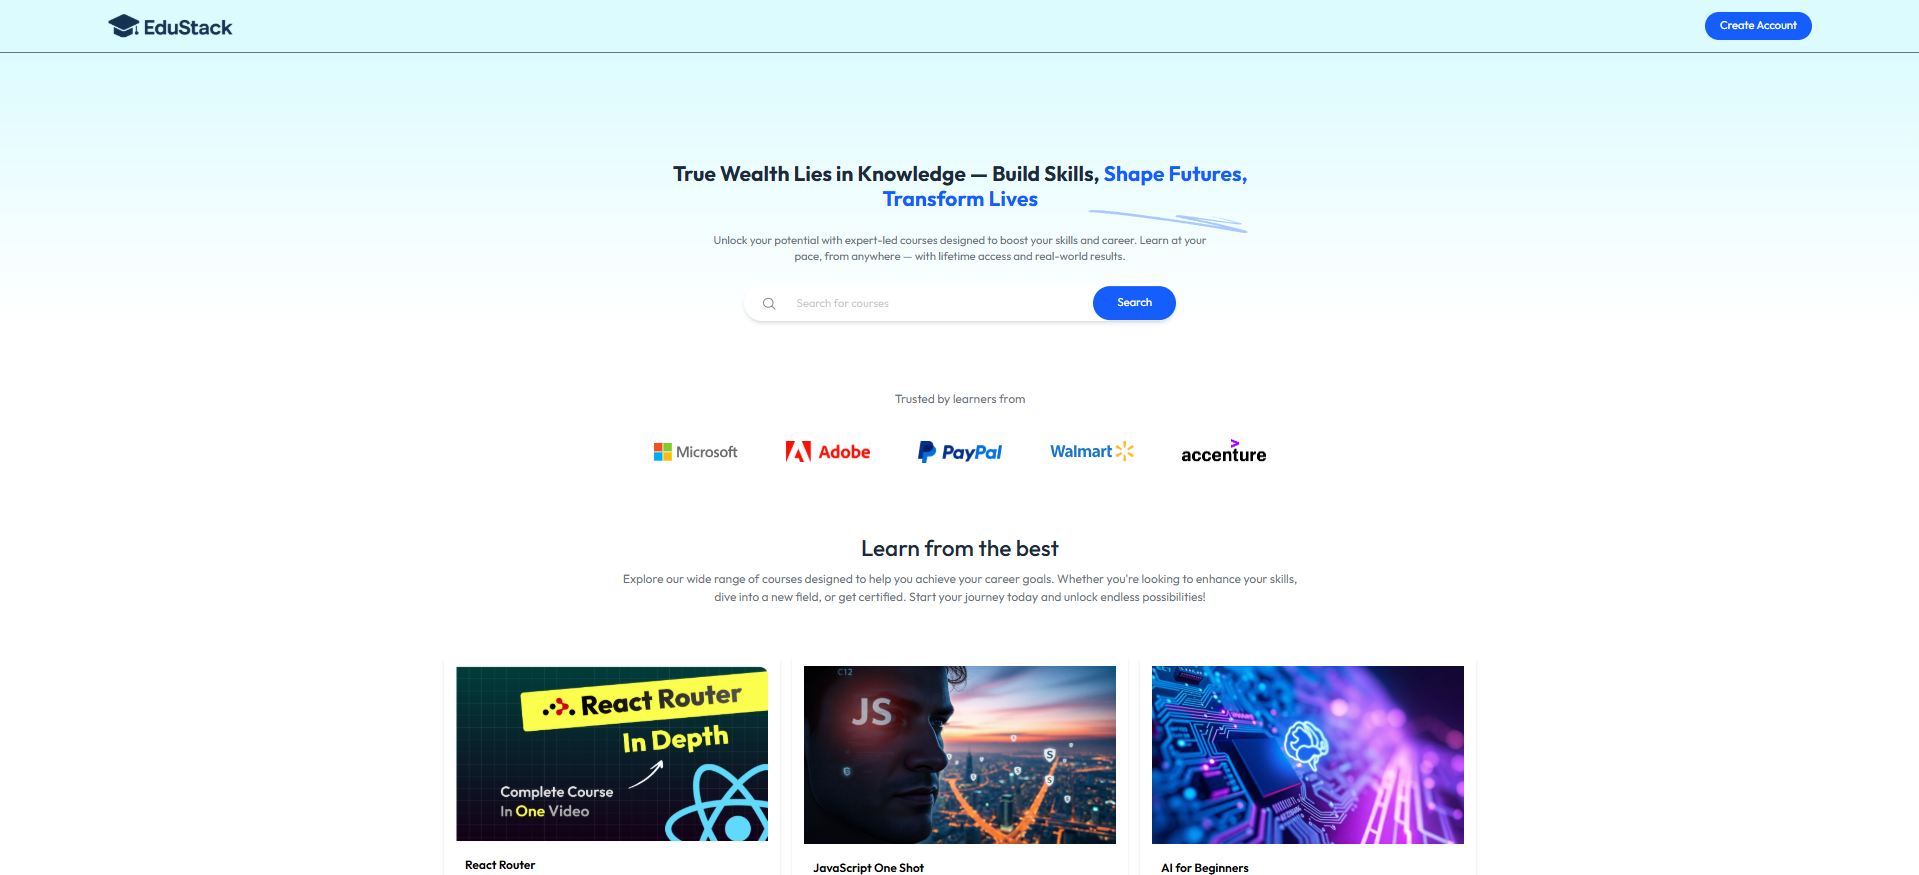 EduStack
Create Account
True Wealth Lies in Knowledge — Build Skills, Shape Futures,
Transform Lives
Unlock your potential with expert-led courses designed to boost your skills and career. Learn at your
pace, from anywhere — with lifetime access and real-world results.
Search for courses
Search
Trusted by learners from
Microsoft
Adobe
PayPal
Walmart
accenture
Learn from the best
Explore our wide range of courses designed to help you achieve your career goals. Whether you're looking to enhance your skills,
dive into a new field, or get certified. Start your journey today and unlock endless possibilities!
React Router
In Depth
Complete Course
In One Video
C12
JS
React Router
JavaScript One Shot
AI for Beginners